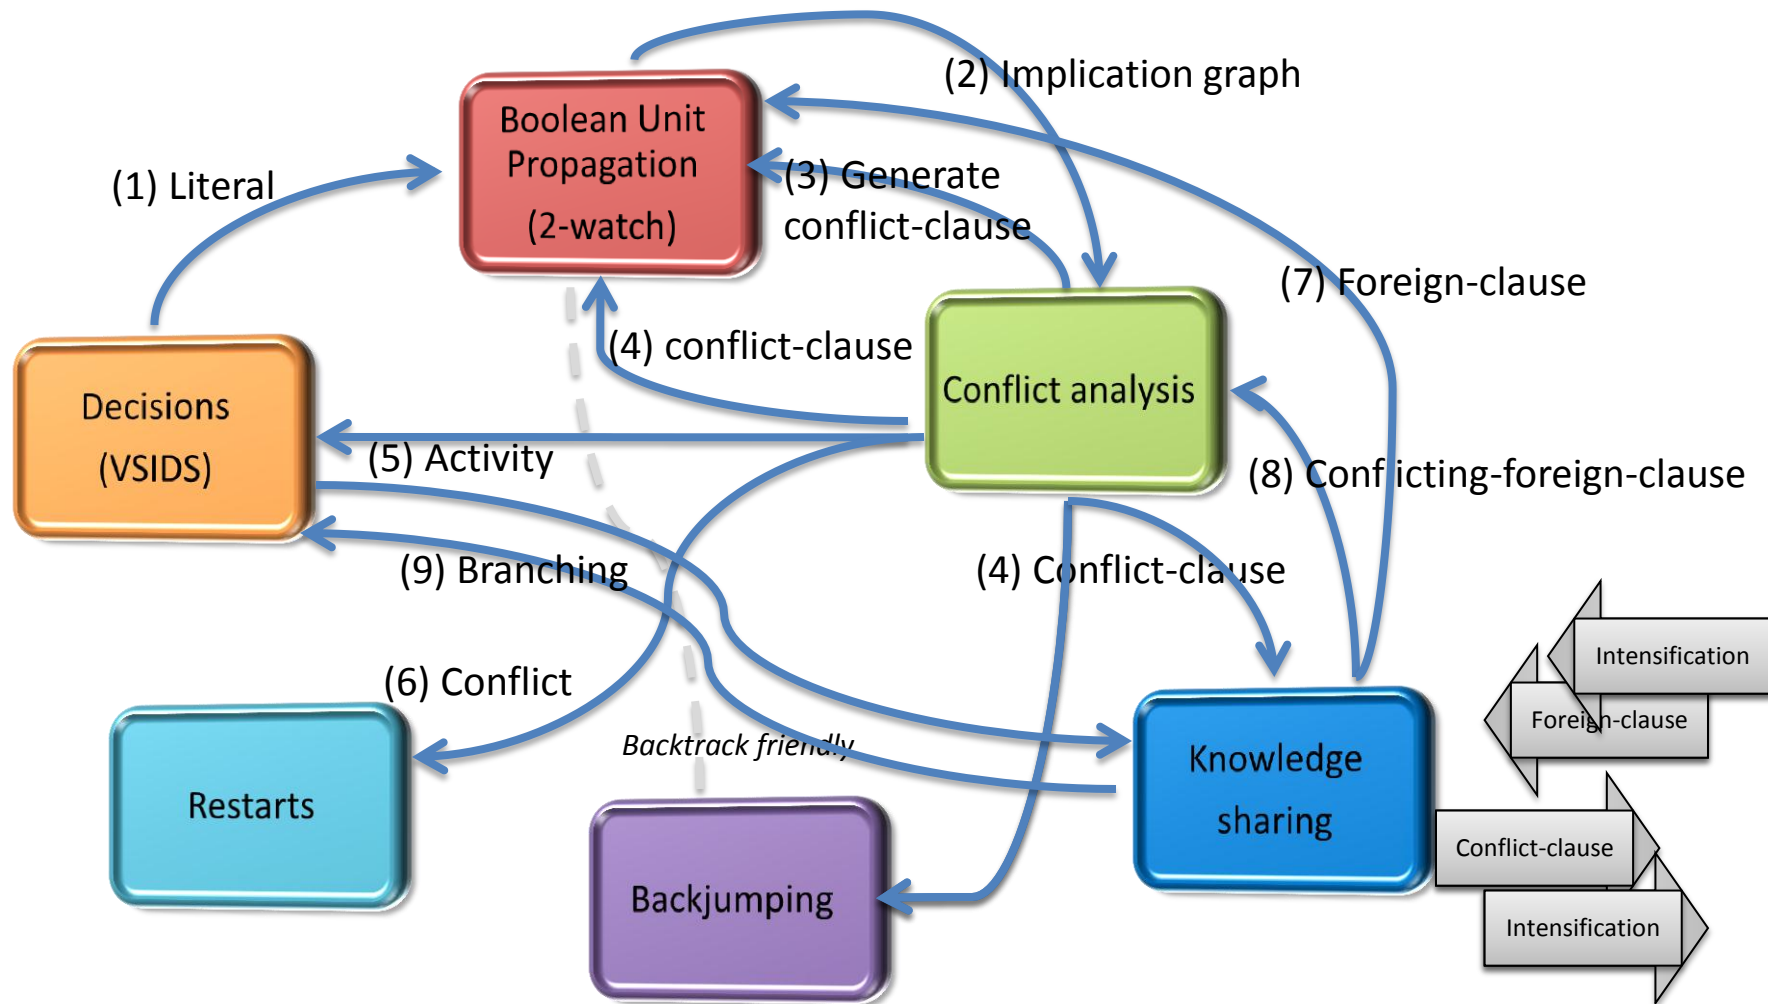 (2) Implication graph
Boolean Unit
Propagation
(2-watch)
(1) Literal
(3) Generate
conflict-clause
(7) Foreign-clause
(4) conflict-clause
Conflict analysis
Decisions
(VSIDS)
(5) Activity
(8) Conflicting-foreign-clause
(9) Branching
(4) Conflict-clause
(6) Conflict
Backtrack friendly
Restarts
Backjumping
Knowledge
sharing
Intensification
Foreign-clause
Conflict-clause
Intensification